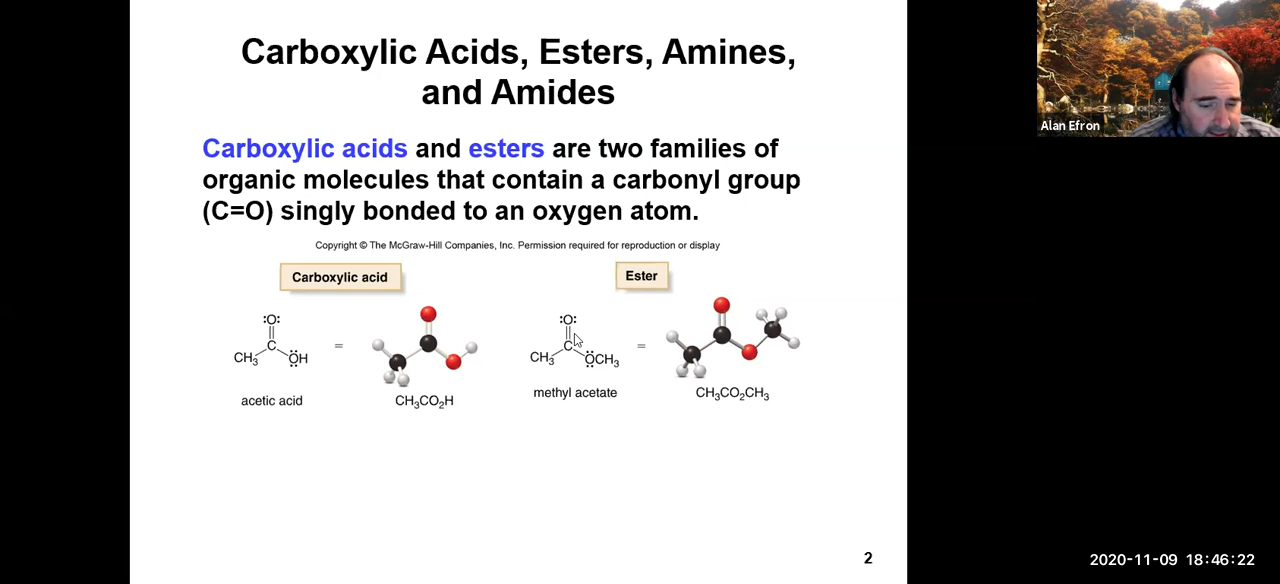 Carboxylic Acids, Esters, Amines,
and Amides
Alan Efron
Carboxylic acids and esters are two families of
organic molecules that contain a carbonyl group
(C=O) singly bonded to an oxygen atom.
Copyright © The McGraw-Hill Companies, Inc. Permission required for reproduction or display
Carboxylic acid
Ester
:O:
C
CH₃ ÖH
=
:O:
C
CH₃ ÖCH₃
=
acetic acid
CH₃CO₂H
methyl acetate
CH₃CO₂CH₃
2
2020-11-09 18:46:22